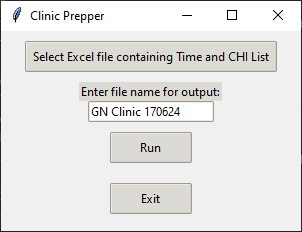 Clinic Prepper
Select Excel file containing Time and CHI List
Enter file name for output:
GN Clinic 170624
Run
Exit